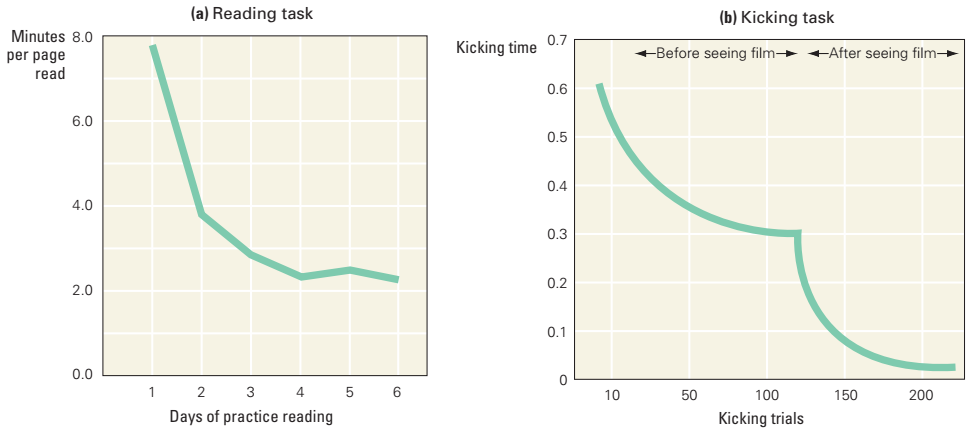 (a) Reading task
Minutes
per page
read
8.0
6.0
4.0
2.0
0.0
1 2 3 4 5 6
Days of practice reading
(b) Kicking task
Kicking time
0.7
0.6
0.5
0.4
0.3
0.2
0.1
0
Before seeing film
After seeing film
10 50 100 150 200
Kicking trials